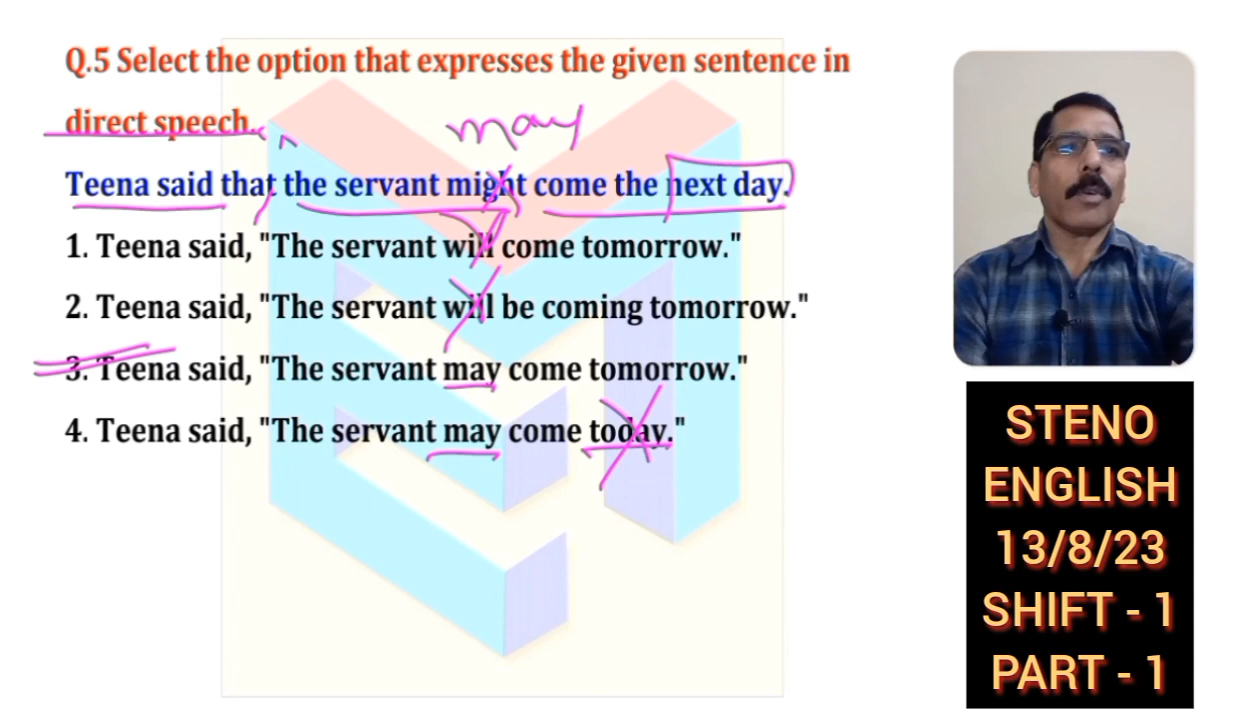 Q.5 Select the option that expresses the given sentence in
direct speech.
may
Teena said that the servant might come the next day.
1. Teena said, "The servant will come tomorrow."
2. Teena said, "The servant will be coming tomorrow."
3. Teena said, "The servant may come tomorrow."
4. Teena said, "The servant may come today."
STENO
ENGLISH
13/8/23
SHIFT - 1
PART - 1